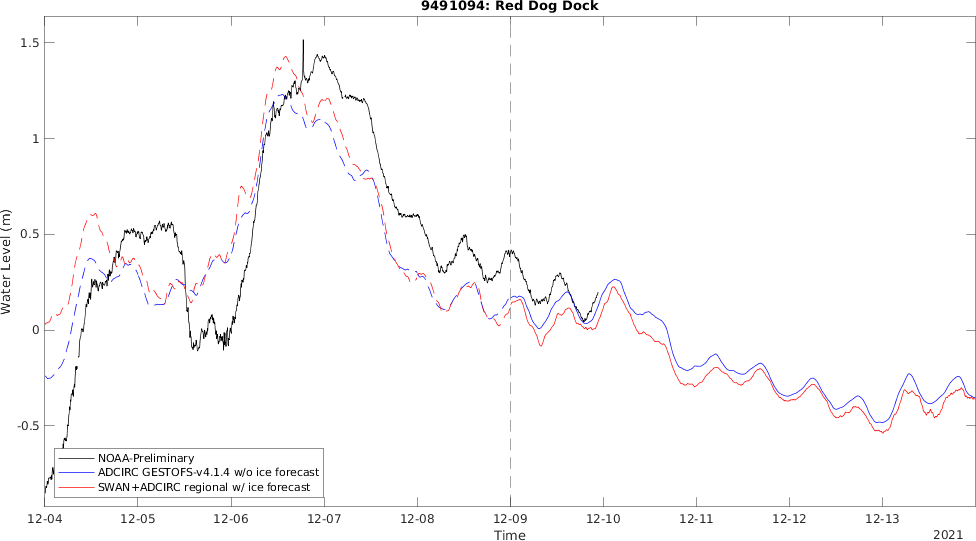 9491094: Red Dog Dock
Water Level (m)
1.5
1
0.5
0
-0.5
NOAA-Preliminary
ADCIRC GESTOFS-v4.1.4 w/o ice forecast
SWAN+ADCIRC regional w/ ice forecast
12-04 12-05 12-06 12-07 12-08 12-09 12-10 12-11 12-12 12-13
Time
2021